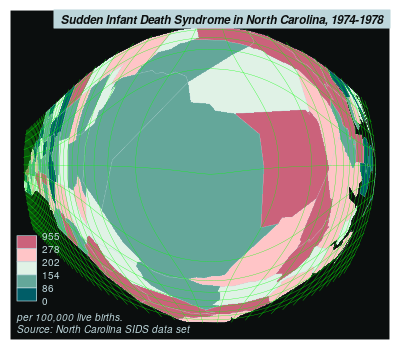 Sudden Infant Death Syndrome in North Carolina, 1974-1978
955
278
202
154
86
0
per 100,000 live births.
Source: North Carolina SIDS data set